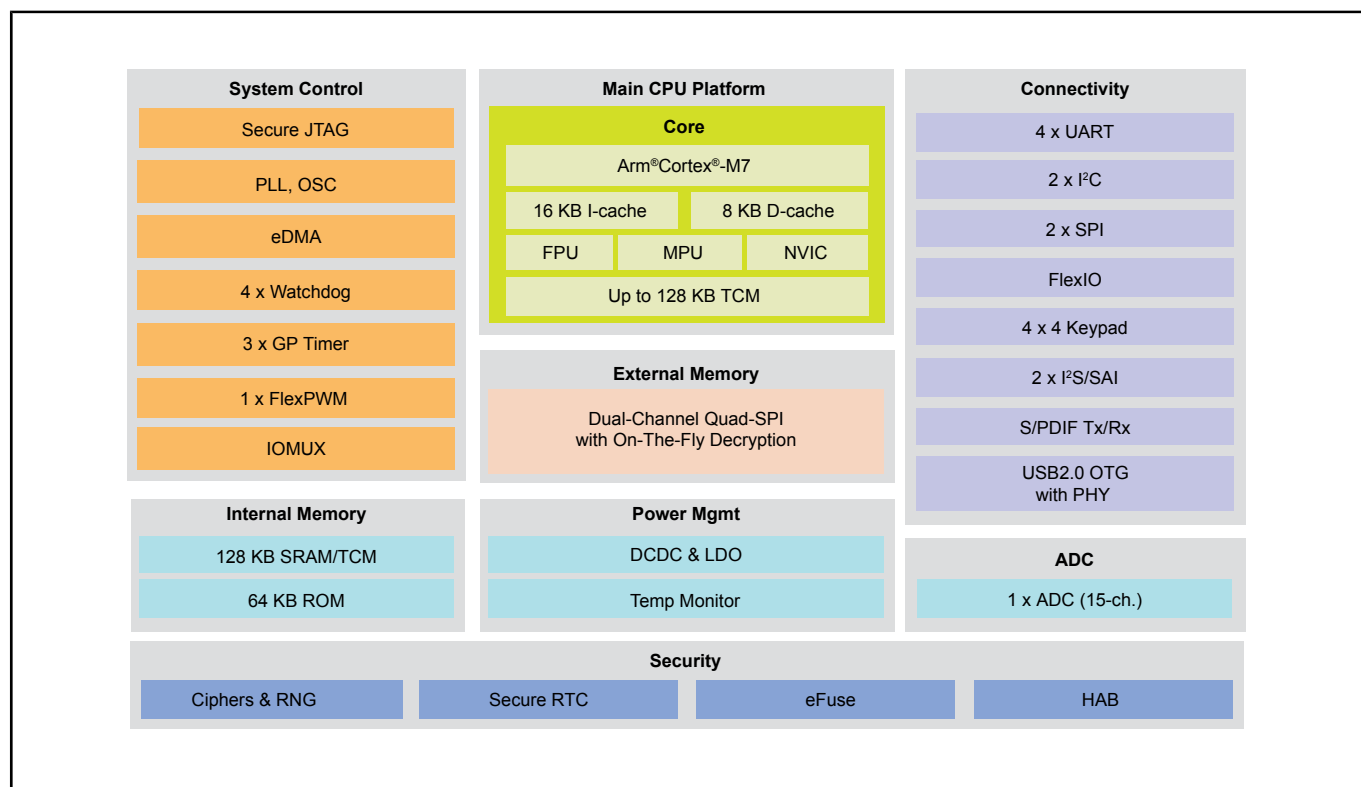 System Control
Secure JTAG
PLL, OSC
eDMA
4 x Watchdog
3 x GP Timer
1 x FlexPWM
IOMUX
Main CPU Platform
Core
Arm®Cortex®-M7
16 KB I-cache
8 KB D-cache
FPU
MPU
NVIC
Up to 128 KB TCM
External Memory
Dual-Channel Quad-SPI
with On-The-Fly Decryption
Connectivity
4 x UART
2 x I²C
2 x SPI
FlexIO
4 x 4 Keypad
2 x I²S/SAI
S/PDIF Tx/Rx
USB2.0 OTG
with PHY
Internal Memory
128 KB SRAM/TCM
64 KB ROM
Power Mgmt
DCDC & LDO
Temp Monitor
ADC
1 x ADC (15-ch.)
Security
Ciphers & RNG
Secure RTC
eFuse
HAB